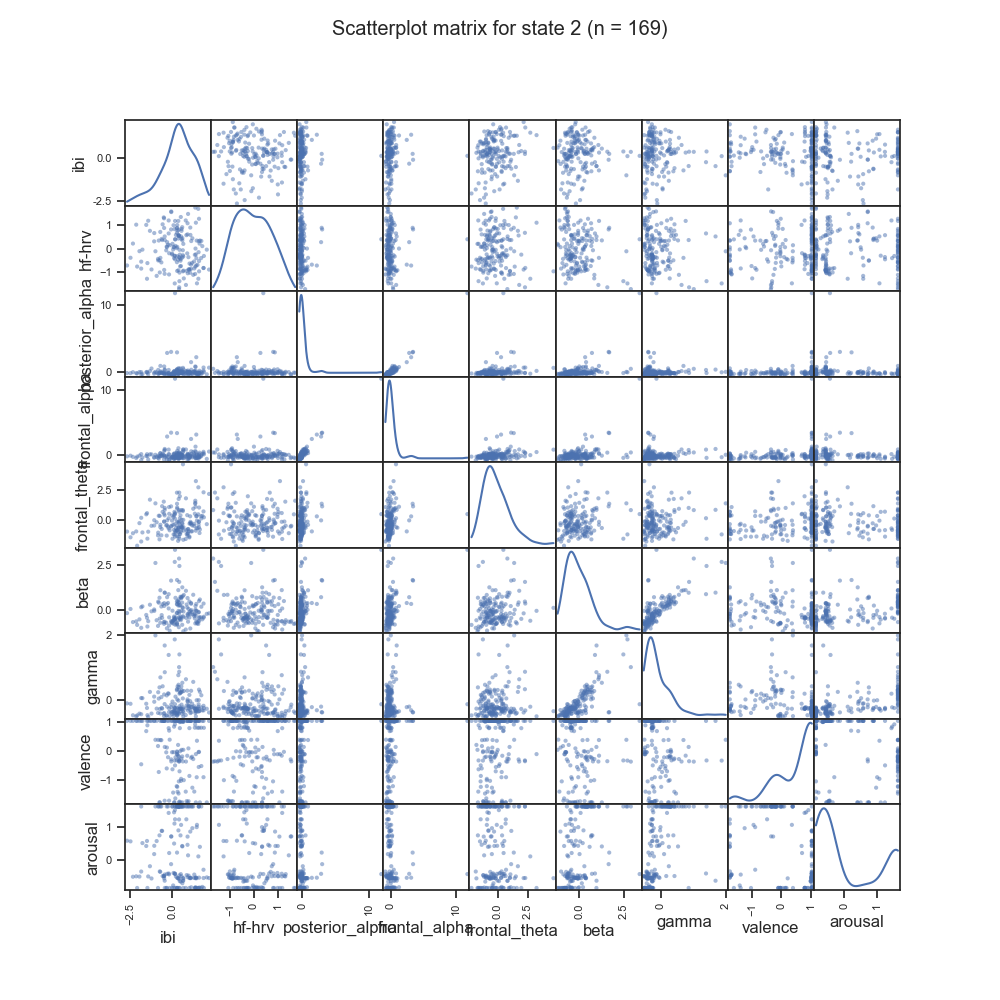 Scatterplot matrix for state 2 (n = 169)
ibi
0.0
−2.5
hf-hrv
1
0
−1
posterior_alpha
10
0
frontal_alpha
10
0
frontal_theta
2.5
0.0
beta
2.5
0.0
gamma
2
0
valence
1
0
−1
arousal
1
0
−2.5 0.0 −1 0 1 0 10 0 10 0.0 2.5 0.0 2.5 0 2 −1 0 1 0 1
ibi hf-hrv posterior_alpha frontal_alpha frontal_theta beta gamma valence arousal